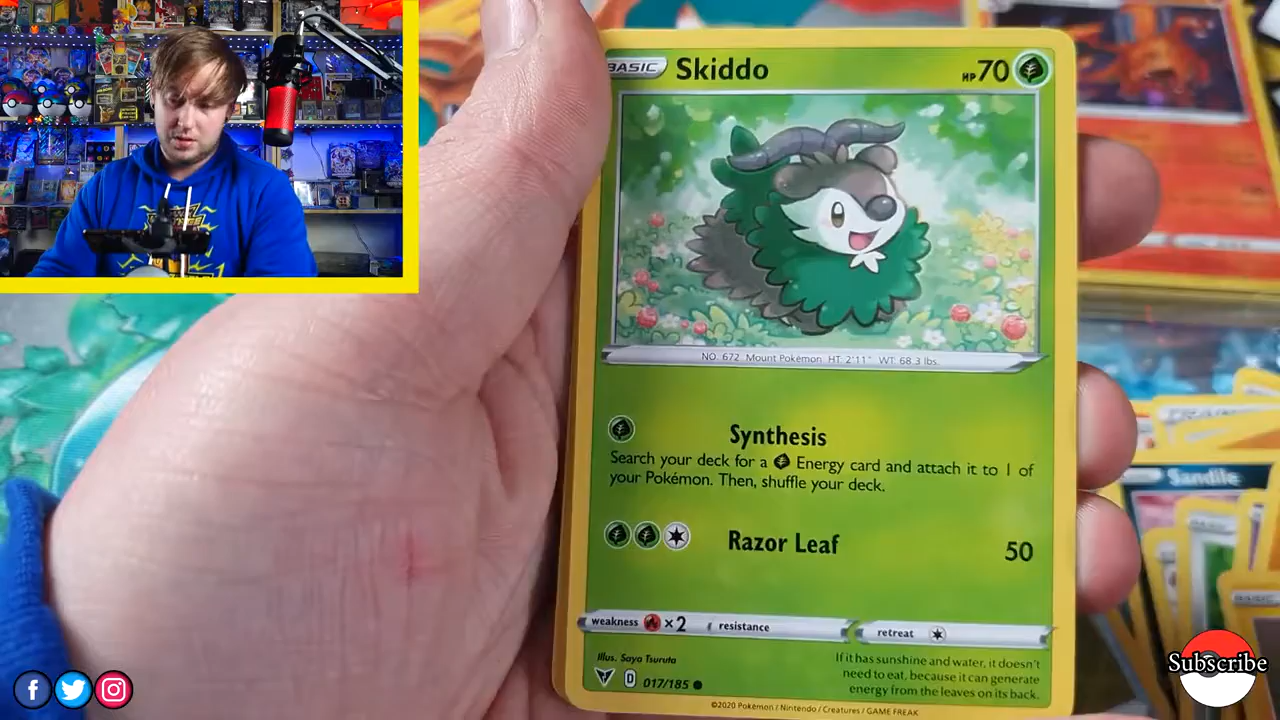 BASIC Skiddo HP 70
NO. 672 Mount Pokémon HT: 2'11" WT: 68.3 lbs.
Synthesis
Search your deck for a Energy card and attach it to 1 of
your Pokémon. Then, shuffle your deck.
Razor Leaf 50
weakness ×2 resistance retreat
Illus. Saya Tsuruta
D 017/185
If it has sunshine and water, it doesn't
need to eat, because it can generate
energy from the leaves on its back.
©2020 Pokémon / Nintendo / Creatures / GAME FREAK
Sandile
Subscribe